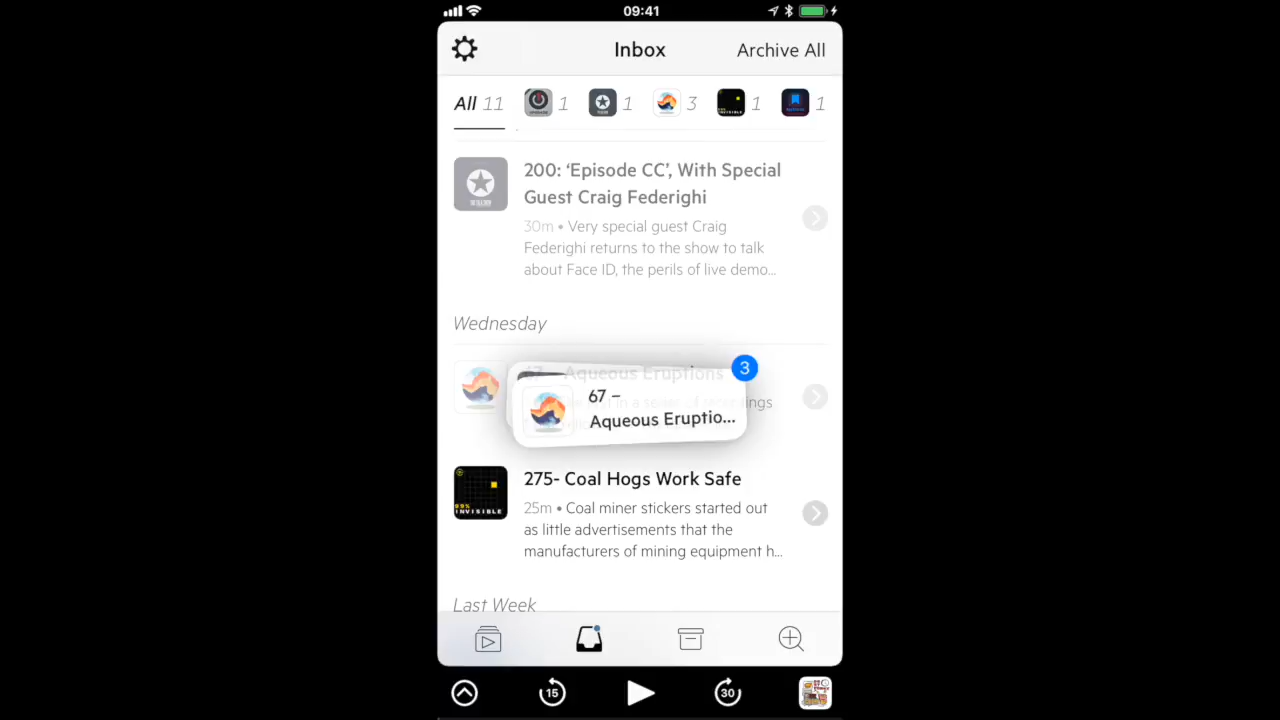 09:41
Inbox
Archive All
All 11
1
1
3
1
1
200: ‘Episode CC’, With Special
Guest Craig Federighi
30m • Very special guest Craig
Federighi returns to the show to talk
about Face ID, the perils of live demo...
Wednesday
67 –
Aqueous Eruptions
3
67 –
Aqueous Eruptio...
INVISIBLE
275- Coal Hogs Work Safe
25m • Coal miner stickers started out
as little advertisements that the
manufacturers of mining equipment h...
Last Week
15
30